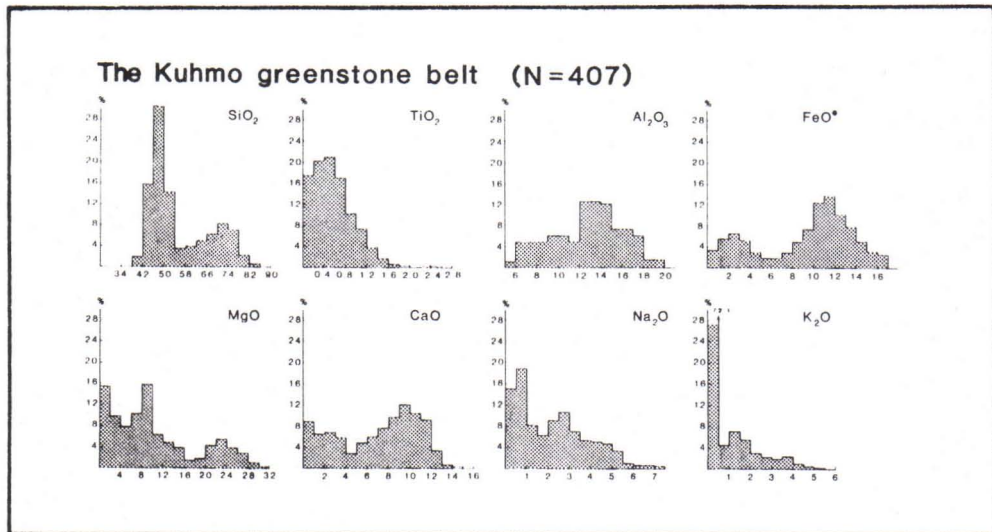 The Kuhmo greenstone belt (N=407)
% % % %
SiO₂ TiO₂ Al₂O₃ FeO*
28 28 28 28
24 24 24 24
20 20 20 20
16 16 16 16
12 12 12 12
8 8 8 8
4 4 4 4
34 42 50 58 66 74 82 90
0.4 0.8 1.2 1.6 2.0 2.4 2.8
6 8 10 12 14 16 18 20
2 4 6 8 10 12 14 16
% % % %
MgO CaO Na₂O K₂O
28 28 28 28
24 24 24 24
20 20 20 20
16 16 16 16
12 12 12 12
8 8 8 8
4 4 4 4
4 8 12 16 20 24 28 32
2 4 6 8 10 12 14 16
1 2 3 4 5 6 7
1 2 3 4 5 6